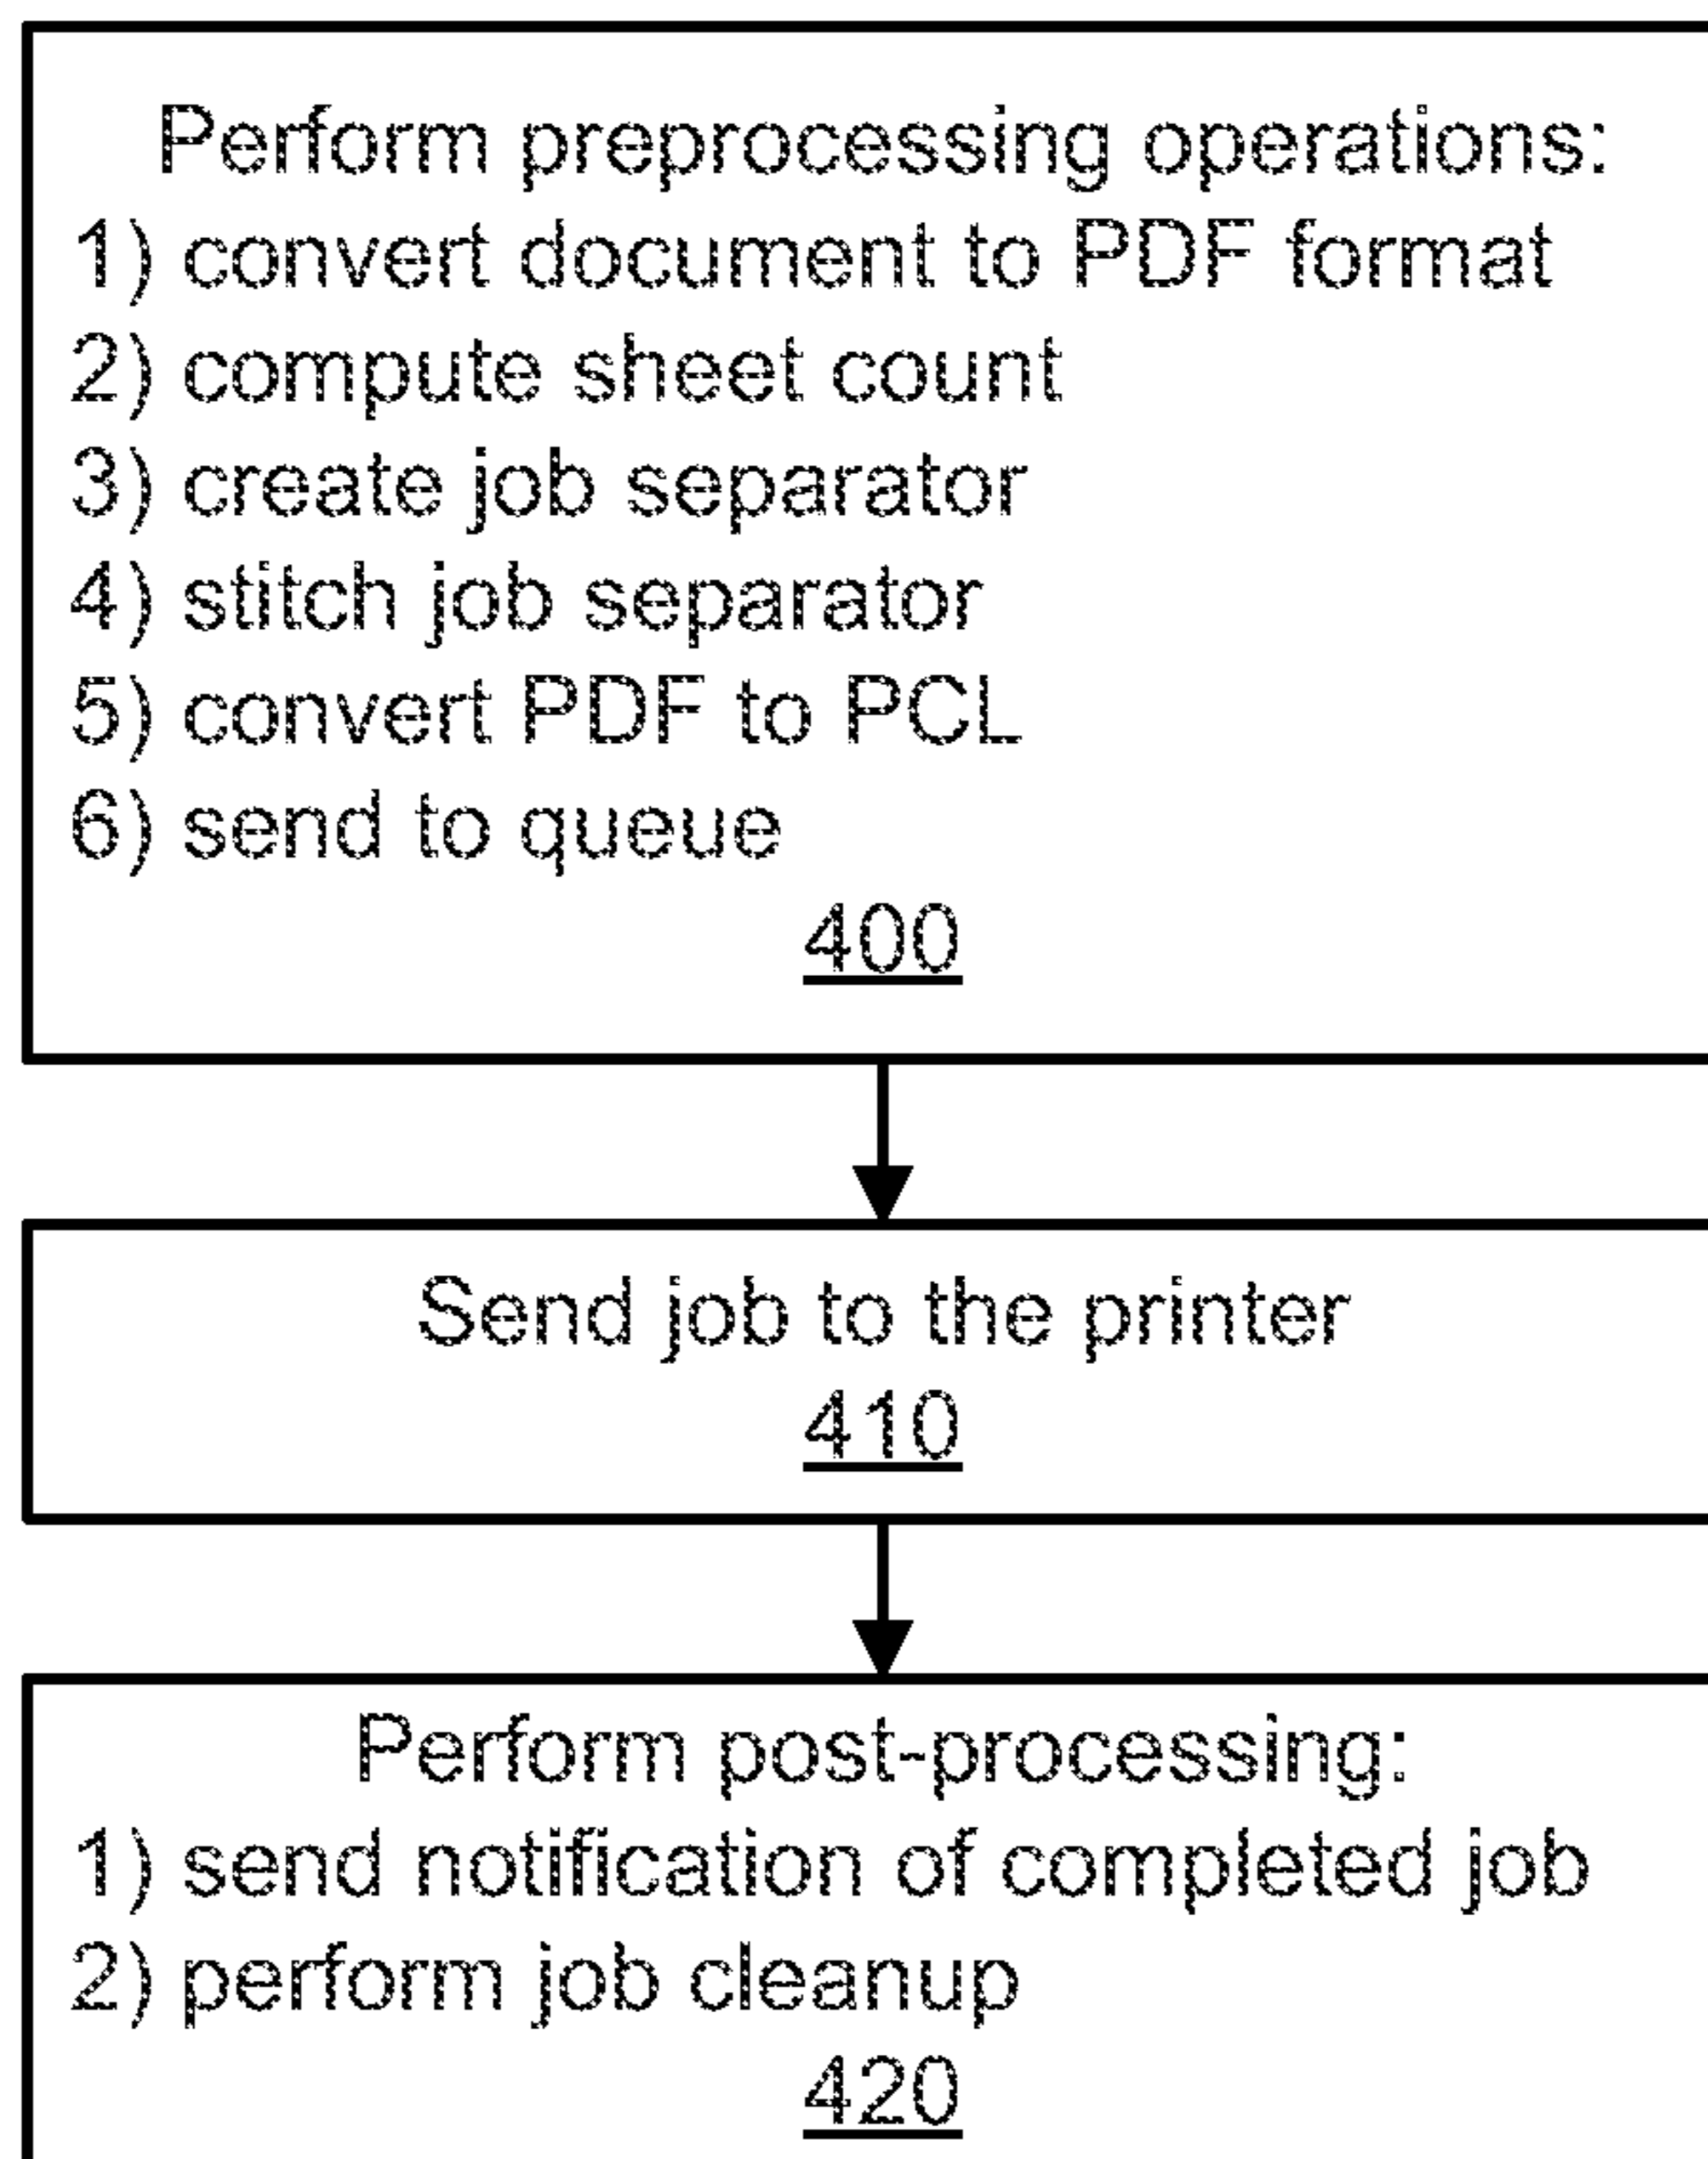 Perform preprocessing operations:
1) convert document to PDF format
2) compute sheet count
3) create job separator
4) stitch job separator
5) convert PDF to PCL
6) send to queue
400
Send job to the printer
410
Perform post-processing:
1) send notification of completed job
2) perform job cleanup
420